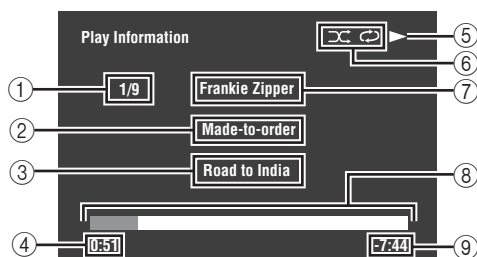 Play Information
⑤
⑥
① 1/9 Frankie Zipper ⑦
② Made-to-order
③ Road to India
⑧
④ 0:51 -7:44 ⑨